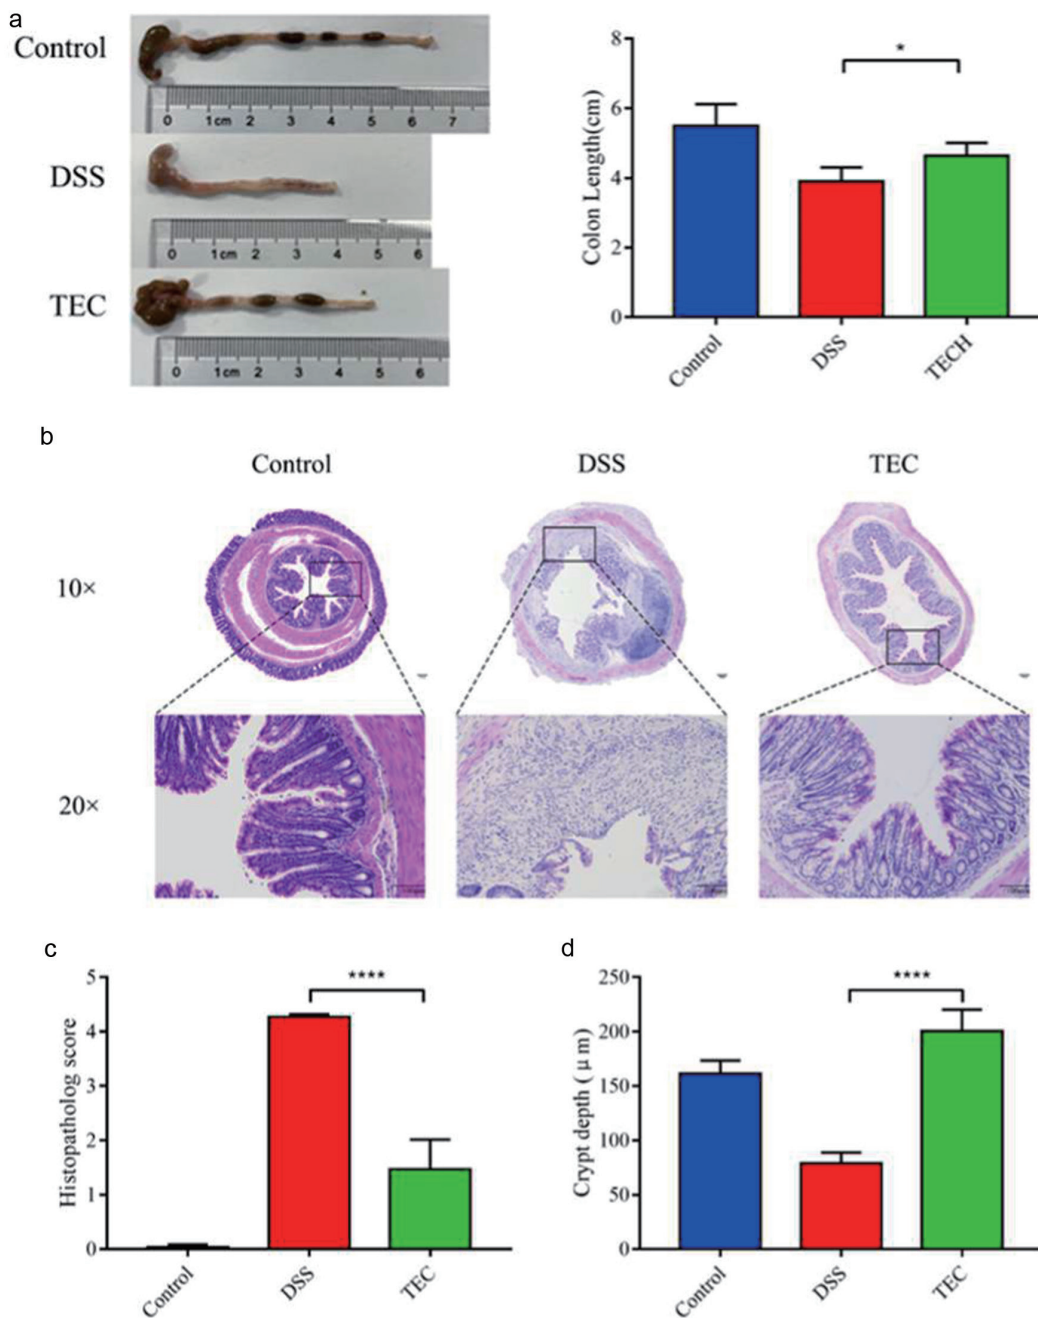 a
Control
0 1cm 2 3 4 5 6 7
DSS
0 1cm 2 3 4 5 6
TEC
0 1cm 2 3 4 5 6
Colon Length(cm)
8
6
4
2
0
*
Control
DSS
TECH
b
Control DSS TEC
10×
20×
c
Histopatholog score
5
4
3
2
1
0
****
Control
DSS
TEC
d
Crypt depth ( μ m)
250
200
150
100
50
0
****
Control
DSS
TEC